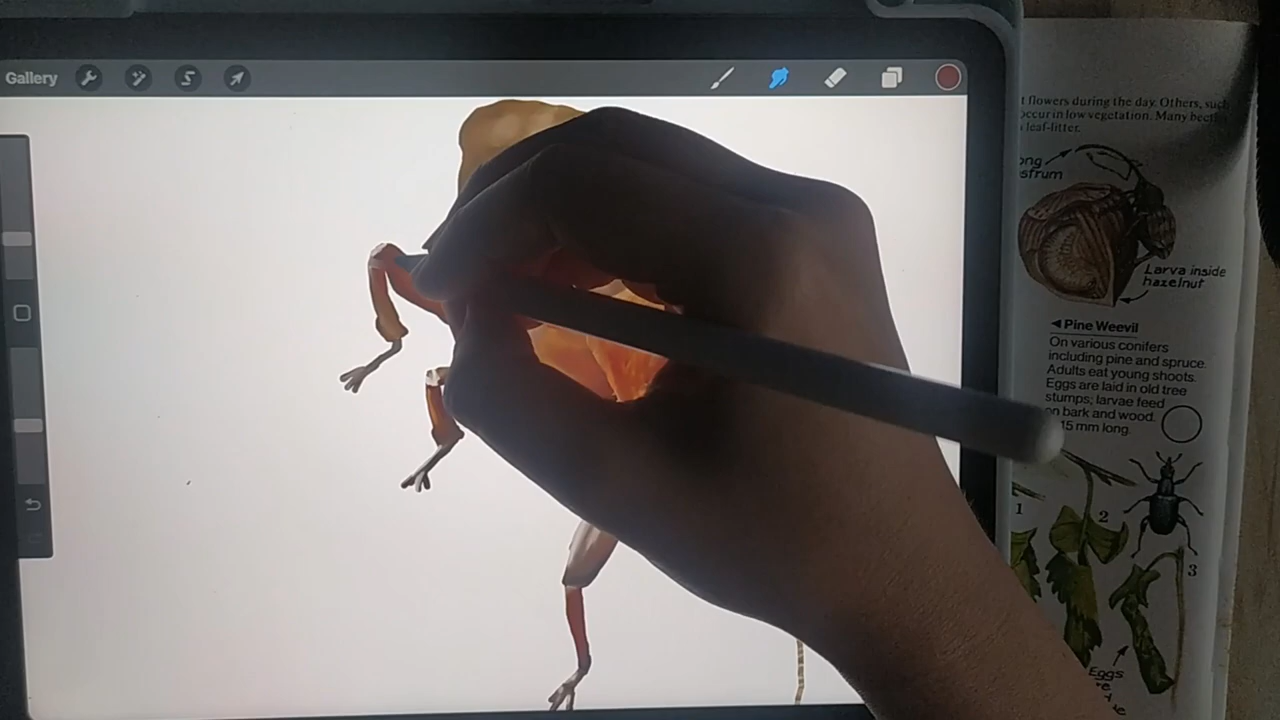 Gallery
flowers during the day. Others, such
occur in low vegetation. Many
leaf-litter.
Larva inside
hazelnut
◀ Pine Weevil
On various conifers
including pine and spruce.
Adults eat young shoots.
Eggs are laid in old tree
stumps; larvae feed
on bark and wood.
15 mm long.
1
2
3
Eggs